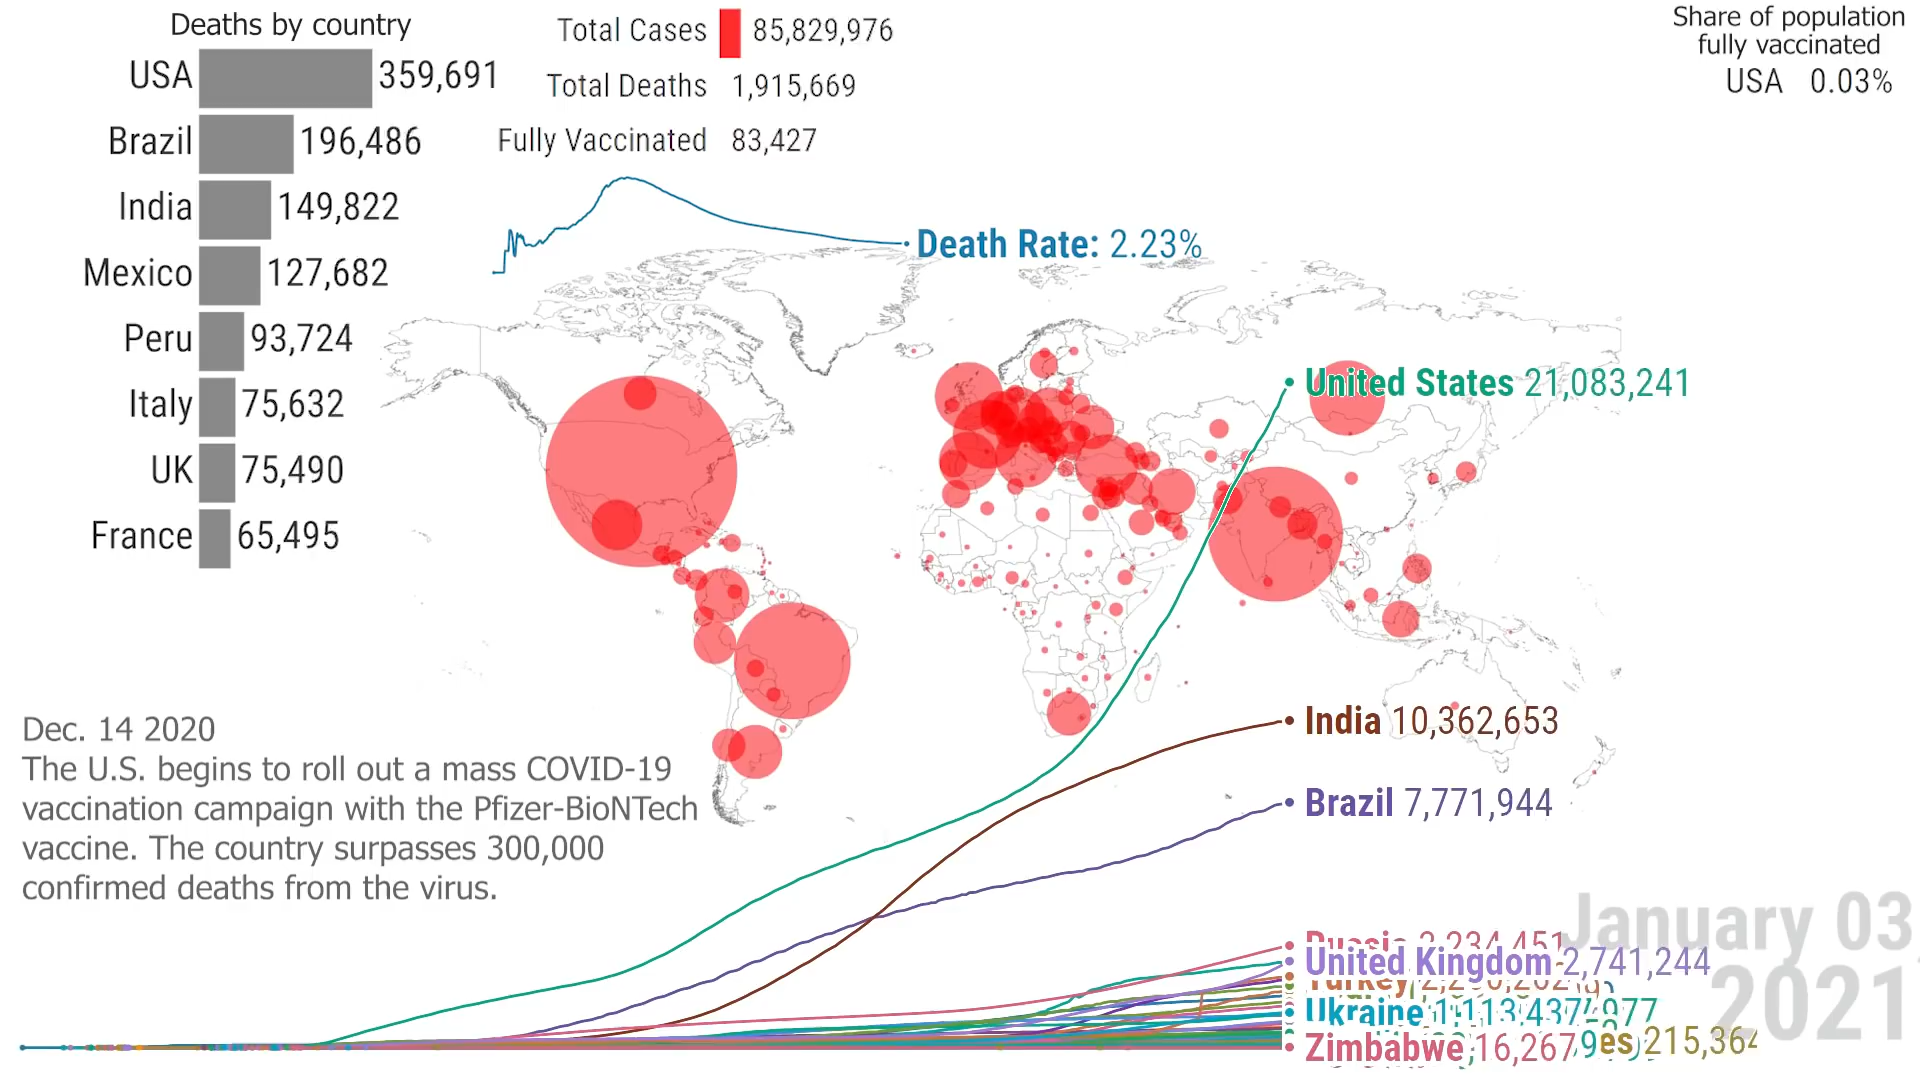 Deaths by country
USA 359,691
Brazil 196,486
India 149,822
Mexico 127,682
Peru 93,724
Italy 75,632
UK 75,490
France 65,495
Total Cases 85,829,976
Total Deaths 1,915,669
Fully Vaccinated 83,427
Share of population
fully vaccinated
USA 0.03%
Death Rate: 2.23%
United States 21,083,241
India 10,362,653
Brazil 7,771,944
Dec. 14 2020
The U.S. begins to roll out a mass COVID-19
vaccination campaign with the Pfizer-BioNTech
vaccine. The country surpasses 300,000
confirmed deaths from the virus.
Russia
United Kingdom 2,741,244
Turkey
Ukraine
Zimbabwe 16,267
215,364
January 03
2021